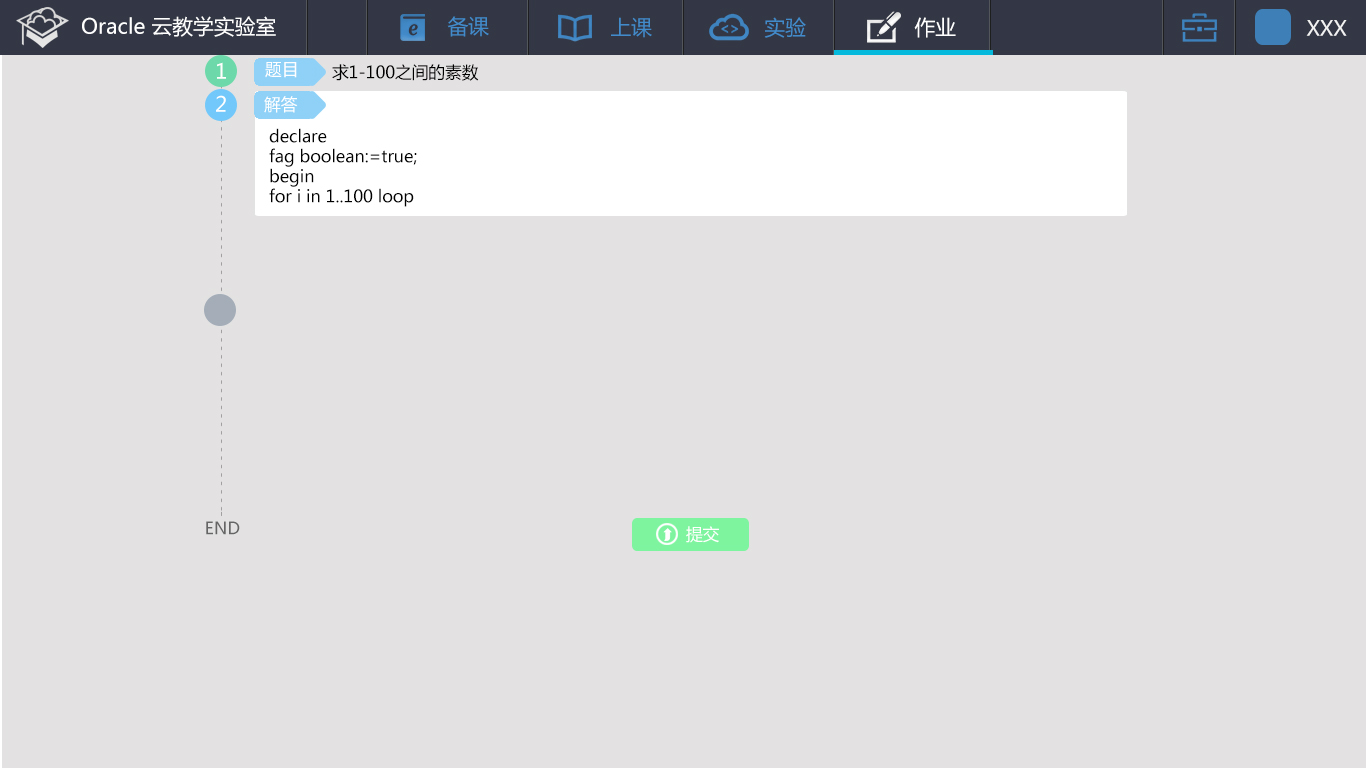 Oracle 云教学实验室
备课
上课
实验
作业
XXX
1
题目
求1-100之间的素数
2
解答
declare
fag boolean:=true;
begin
for i in 1..100 loop
END
提交